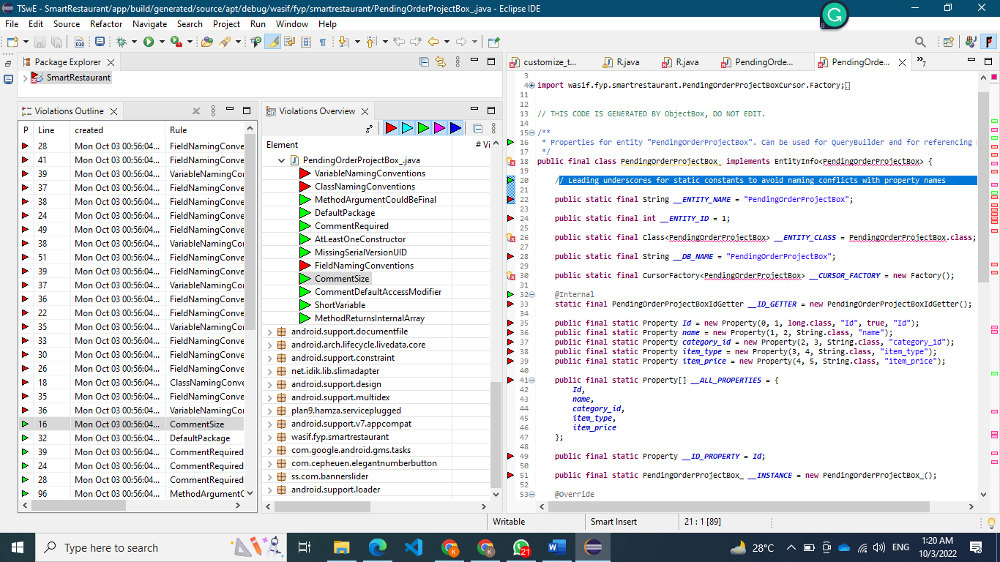 TSwE - SmartRestaurant/app/build/generated/source/apt/debug/wasif/fyp/smartrestaurant/PendingOrderProjectBox_.java - Eclipse IDE
File Edit Source Refactor Navigate Search Project Run Window Help
Package Explorer
SmartRestaurant
Violations Outline
P Line created Rule
28 Mon Oct 03 00:56:04... FieldNamingConve
41 Mon Oct 03 00:56:04... FieldNamingConve
39 Mon Oct 03 00:56:04... VariableNamingCo
37 Mon Oct 03 00:56:04... FieldNamingConve
38 Mon Oct 03 00:56:04... FieldNamingConve
24 Mon Oct 03 00:56:04... FieldNamingConve
49 Mon Oct 03 00:56:04... FieldNamingConve
38 Mon Oct 03 00:56:04... VariableNamingCo
51 Mon Oct 03 00:56:04... FieldNamingConve
39 Mon Oct 03 00:56:04... FieldNamingConve
37 Mon Oct 03 00:56:04... VariableNamingCo
36 Mon Oct 03 00:56:04... FieldNamingConve
22 Mon Oct 03 00:56:04... FieldNamingConve
35 Mon Oct 03 00:56:04... VariableNamingCo
33 Mon Oct 03 00:56:04... FieldNamingConve
30 Mon Oct 03 00:56:04... FieldNamingConve
26 Mon Oct 03 00:56:04... FieldNamingConve
18 Mon Oct 03 00:56:04... ClassNamingConve
35 Mon Oct 03 00:56:04... FieldNamingConve
36 Mon Oct 03 00:56:04... VariableNamingCo
16 Mon Oct 03 00:56:04... CommentSize
32 Mon Oct 03 00:56:04... DefaultPackage
39 Mon Oct 03 00:56:04... CommentRequired
24 Mon Oct 03 00:56:04... CommentRequired
28 Mon Oct 03 00:56:04... CommentRequired
96 Mon Oct 03 00:56:04... MethodArgumentC
Violations Overview
Element # Vi
PendingOrderProjectBox_.java
VariableNamingConventions
ClassNamingConventions
MethodArgumentCouldBeFinal
DefaultPackage
CommentRequired
AtLeastOneConstructor
MissingSerialVersionUID
FieldNamingConventions
CommentSize
CommentDefaultAccessModifier
ShortVariable
MethodReturnsInternalArray
android.support.documentfile
android.arch.lifecycle.livedata.core
android.support.constraint
net.idik.lib.slimadapter
android.support.design
android.support.multidex
plan9.hamza.serviceplugged
android.support.v7.appcompat
wasif.fyp.smartrestaurant
com.google.android.gms.tasks
com.cepheuen.elegantnumberbutton
ss.com.bannerslider
android.support.loader
customize_t... R.java R.java PendingOrde... PendingOrde... »7
3
4 import wasif.fyp.smartrestaurant.PendingOrderProjectBoxCursor.Factory;
11
12
13 // THIS CODE IS GENERATED BY ObjectBox, DO NOT EDIT.
14
15 /**
16 * Properties for entity "PendingOrderProjectBox". Can be used for QueryBuilder and for referencing
17 */
18 public final class PendingOrderProjectBox_ implements EntityInfo<PendingOrderProjectBox> {
19
20 // Leading underscores for static constants to avoid naming conflicts with property names
21
22 public static final String __ENTITY_NAME = "PendingOrderProjectBox";
23
24 public static final int __ENTITY_ID = 1;
25
26 public static final Class<PendingOrderProjectBox> __ENTITY_CLASS = PendingOrderProjectBox.class;
27
28 public static final String __DB_NAME = "PendingOrderProjectBox";
29
30 public static final CursorFactory<PendingOrderProjectBox> __CURSOR_FACTORY = new Factory();
31
32 @Internal
33 static final PendingOrderProjectBoxIdGetter __ID_GETTER = new PendingOrderProjectBoxIdGetter();
34
35 public final static Property Id = new Property(0, 1, long.class, "Id", true, "Id");
36 public final static Property name = new Property(1, 2, String.class, "name");
37 public final static Property category_id = new Property(2, 3, String.class, "category_id");
38 public final static Property item_type = new Property(3, 4, String.class, "item_type");
39 public final static Property item_price = new Property(4, 5, String.class, "item_price");
40
41 public final static Property[] __ALL_PROPERTIES = {
42 Id,
43 name,
44 category_id,
45 item_type,
46 item_price
47 };
48
49 public final static Property __ID_PROPERTY = Id;
50
51 public final static PendingOrderProjectBox_ __INSTANCE = new PendingOrderProjectBox_();
52
53 @Override
Writable Smart Insert 21 : 1 [89]
Type here to search
21
28°C ENG
1:20 AM
10/3/2022